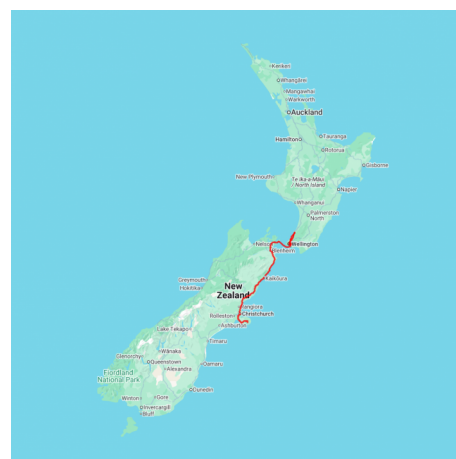 Kerikeri
Whangārei
Mangawhai
Warkworth
Auckland
Hamilton
Tauranga
Rotorua
Gisborne
New Plymouth
Te Ika-a-Māui
/ North Island
Napier
Whanganui
Palmerston
North
Nelson
Wellington
Blenheim
Kaikōura
Greymouth
Hokitika
New
Zealand
Rangiora
Rolleston
Christchurch
Ashburton
Lake Tekapo
Timaru
Wānaka
Glenorchy
Queenstown
Alexandra
Oamaru
Fiordland
National Park
Dunedin
Winton
Gore
Invercargill
Bluff